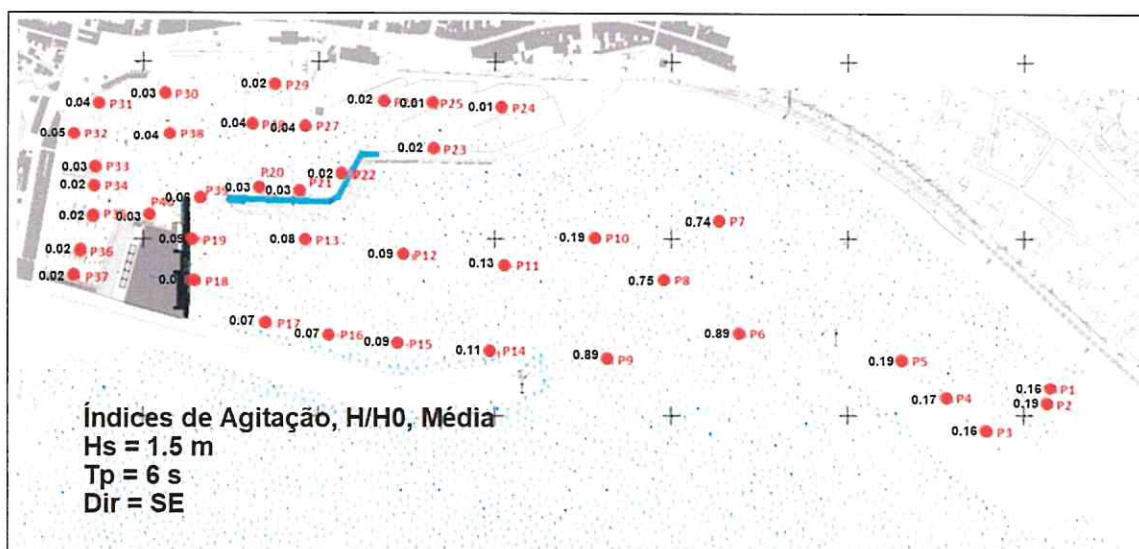 0.02 P29
0.03 P30
0.04 P31
0.02
0.01 P25
0.01 P24
0.05 P32
0.04 P38
0.04
0.04 P27
0.02 P23
0.03 P33
0.02 P34
0.03 P20
0.03 P21
0.02 P22
0.06
0.02
0.03
0.74 P7
0.09 P19
0.08 P13
0.19 P10
0.02 P36
0.09 P12
0.13 P11
0.02 P37
P18
0.75 P8
0.07 P17
0.07 P16
0.09 P15
0.11 P14
0.89 P9
0.89 P6
0.19 P5
0.16 P1
0.17 P4
0.19 P2
0.16 P3
Índices de Agitação, H/H0, Média
Hs = 1.5 m
Tp = 6 s
Dir = SE